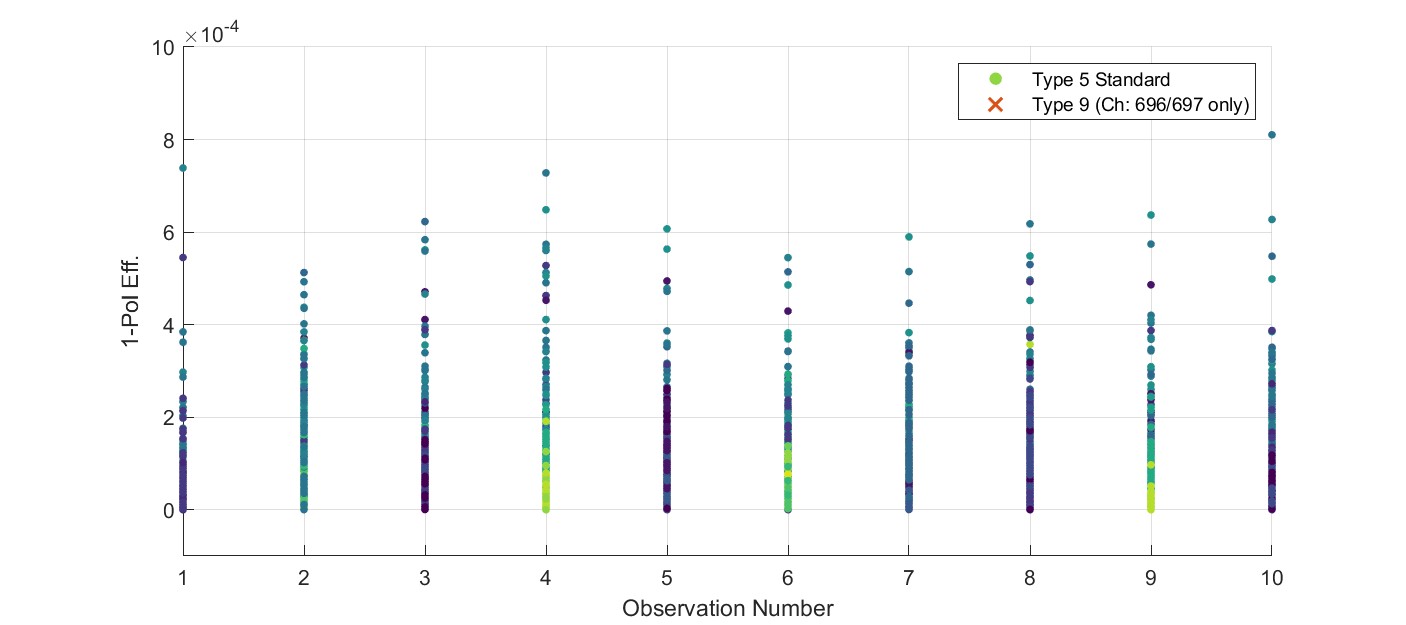 ×10-4
10
8
6
4
2
0
1-Pol Eff.
Type 5 Standard
Type 9 (Ch: 696/697 only)
1 2 3 4 5 6 7 8 9 10
Observation Number